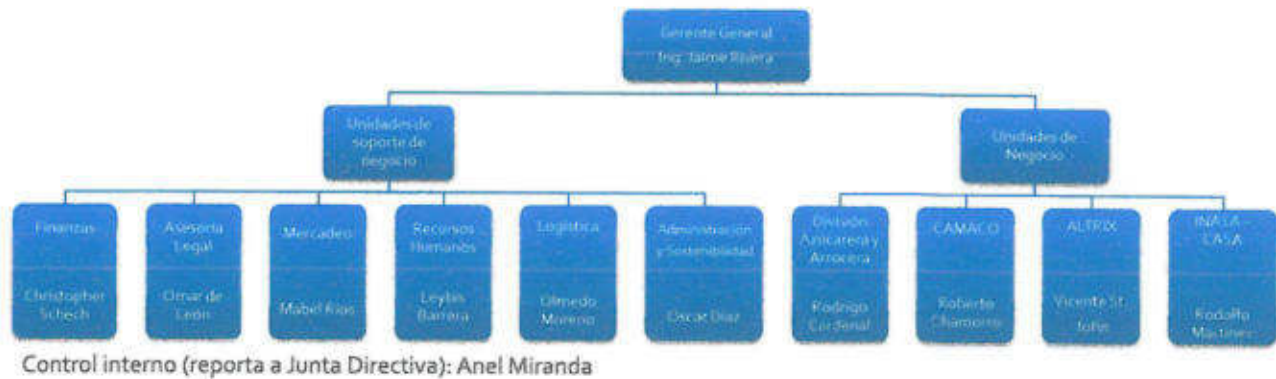 Gerente General
Ing. Jaime Rivera
Unidades de
soporte de
negocio
Unidades de
Negocio
Finanzas
Christopher
Schech
Asesoría
Legal
Omar de
León
Mercadeo
Mabel Ríos
Recursos
Humanos
Barrera
Logística
Olmedo
Moreno
Administración
y Sostenibilidad
Oscar Díaz
División
Azucarera y
Arrocera
Rodrigo
Cardenal
CAMACO
Roberto
Chamorro
ALTRIX
Vicente St.
John
INASA -
CASA
Rodolfo
Martínez
Control interno (reporta a Junta Directiva): Anel Miranda